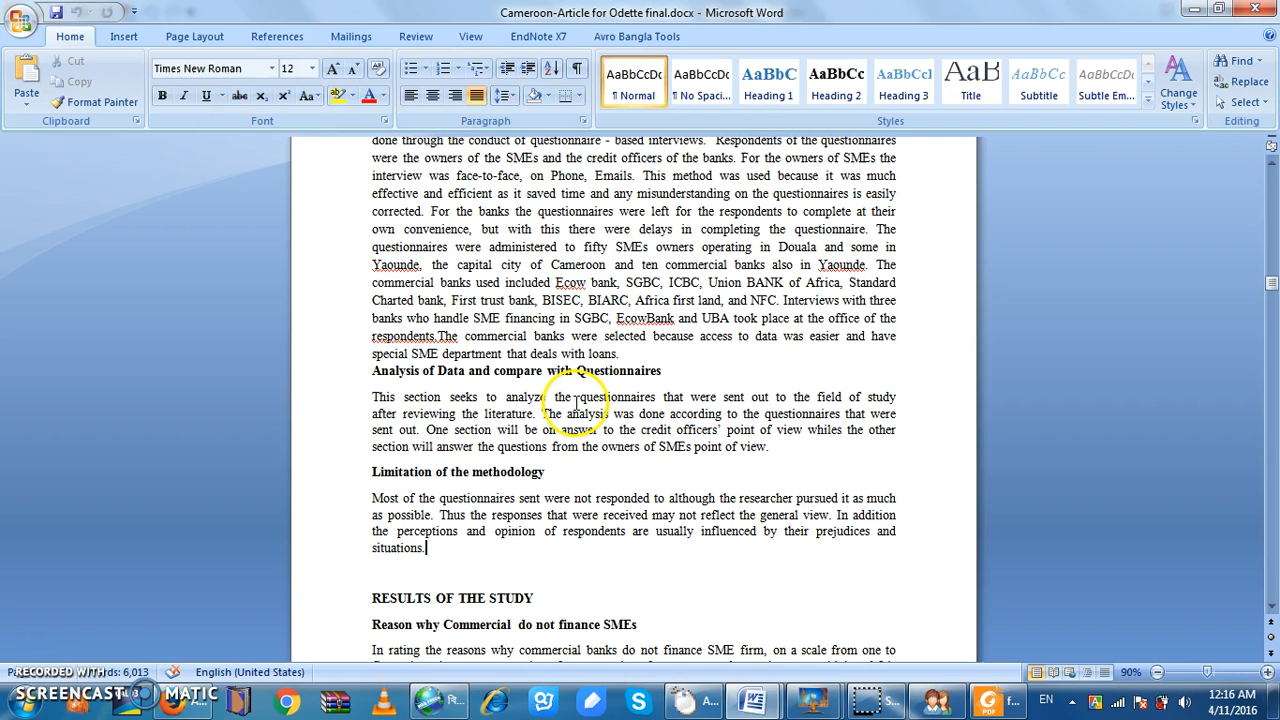 Cameroon-Article for Odette final.docx - Microsoft Word
Home Insert Page Layout References Mailings Review View EndNote X7 Avro Bangla Tools
Paste
Cut
Copy
Format Painter
Clipboard
Times New Roman 12
Font
Paragraph
AaBbCcDc AaBbCcDc AaBbC AaBbCc AaBbCcI AaB AaBbCcL AaBbCcDc
¶ Normal ¶ No Spaci... Heading 1 Heading 2 Heading 3 Title Subtitle Subtle Em...
Change Styles
Styles
Find
Replace
Select
Editing
done through the conduct of questionnaire - based interviews. Respondents of the questionnaires
were the owners of the SMEs and the credit officers of the banks. For the owners of SMEs the
interview was face-to-face, on Phone, Emails. This method was used because it was much
effective and efficient as it saved time and any misunderstanding on the questionnaires is easily
corrected. For the banks the questionnaires were left for the respondents to complete at their
own convenience, but with this there were delays in completing the questionnaire. The
questionnaires were administered to fifty SMEs owners operating in Douala and some in
Yaounde, the capital city of Cameroon and ten commercial banks also in Yaounde. The
commercial banks used included Ecow bank, SGBC, ICBC, Union BANK of Africa, Standard
Charted bank, First trust bank, BISEC, BIARC, Africa first land, and NFC. Interviews with three
banks who handle SME financing in SGBC, EcowBank and UBA took place at the office of the
respondents.The commercial banks were selected because access to data was easier and have
special SME department that deals with loans.
Analysis of Data and compare with Questionnaires
This section seeks to analyze the questionnaires that were sent out to the field of study
after reviewing the literature. The analysis was done according to the questionnaires that were
sent out. One section will be on answer to the credit officers' point of view whiles the other
section will answer the questions from the owners of SMEs point of view.
Limitation of the methodology
Most of the questionnaires sent were not responded to although the researcher pursued it as much
as possible. Thus the responses that were received may not reflect the general view. In addition
the perceptions and opinion of respondents are usually influenced by their prejudices and
situations.
RESULTS OF THE STUDY
Reason why Commercial do not finance SMEs
In rating the reasons why commercial banks do not finance SME firm, on a scale from one to
Words: 6,013 English (United States) 90%
RECORDED WITH
SCREENCAST MATIC
A... f... EN
12:16 AM
4/11/2016